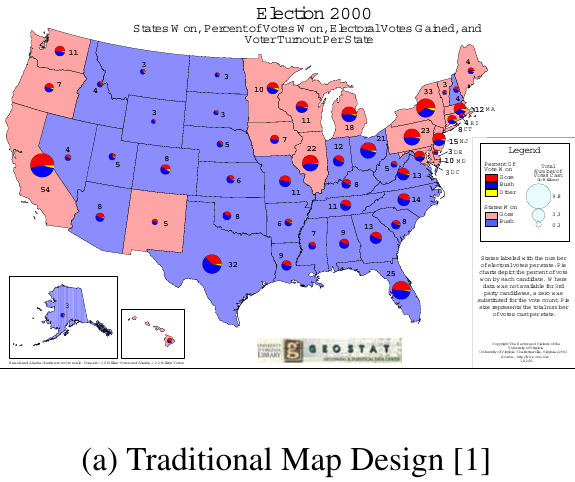 Election 2000
States Won, Percent of Votes Won, Electoral Votes Gained, and
Voter Turnout Per State
11
7
54
4
4
3
3
5
8
8
5
3
3
5
6
8
32
10
7
11
6
9
11
22
18
12
21
8
11
7
9
13
8
14
13
5
25
23
33
3
4
4
12 MA
4 RI
8 CT
15 NJ
3 DE
10 MD
3 DC
3
Legend
Percent Of
Vote Won
Gore
Bush
Other
States Won
Gore
Bush
Total
Number of
Votes Cast
9.8
3.3
0.3
States labeled with the number
of electoral votes per state. Pie
charts depict the percent of vote
won by each candidate. Where
data was not available for 3rd
party candidates, a zero was
substituted for the vote count. Pie
size represents the total number
of votes cast per state.
LIBRARY
GEOSTAT
(a) Traditional Map Design [1]